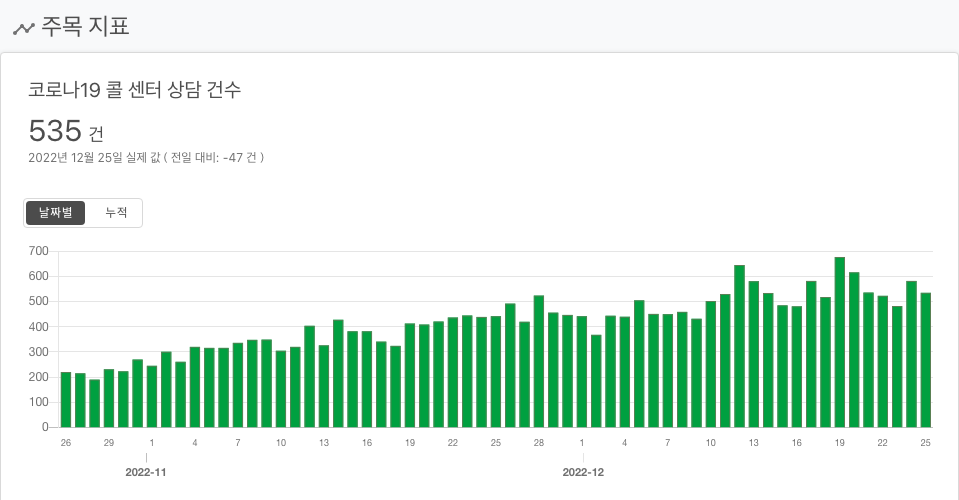 주목 지표
코로나19 콜 센터 상담 건수
535 건
2022년 12월 25일 실제 값 ( 전일 대비: -47 건 )
날짜별 누적
700
600
500
400
300
200
100
0
26 29 1 4 7 10 13 16 19 22 25 28 1 4 7 10 13 16 19 22 25
2022-11 2022-12